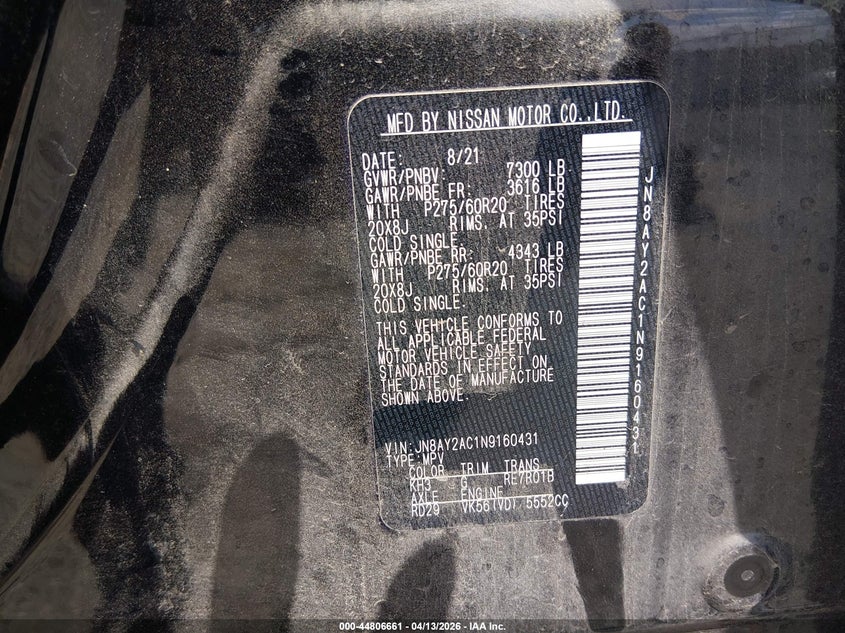 MFD BY NISSAN MOTOR CO.,LTD.
DATE: 8/21
GVWR/PNBV: 7300 LB
GAWR/PNBE FR: 3616 LB
WITH P275/60R20 TIRES
20X8J RIMS. AT 35PSI
COLD SINGLE.
GAWR/PNBE RR: 4343 LB
WITH P275/60R20 TIRES
20X8J RIMS. AT 35PSI
COLD SINGLE.
THIS VEHICLE CONFORMS TO
ALL APPLICABLE FEDERAL
MOTOR VEHICLE SAFETY
STANDARDS IN EFFECT ON
THE DATE OF MANUFACTURE
SHOWN ABOVE.
VIN:JN8AY2AC1N9160431
TYPE:MPV
COLOR TRIM TRANS
KH3 G RE7R01B
AXLE ENGINE
RD29 VK56(VD) 5552CC
JN8AY2AC1N9160431
000-44806661 - 04/13/2026 - IAA Inc.